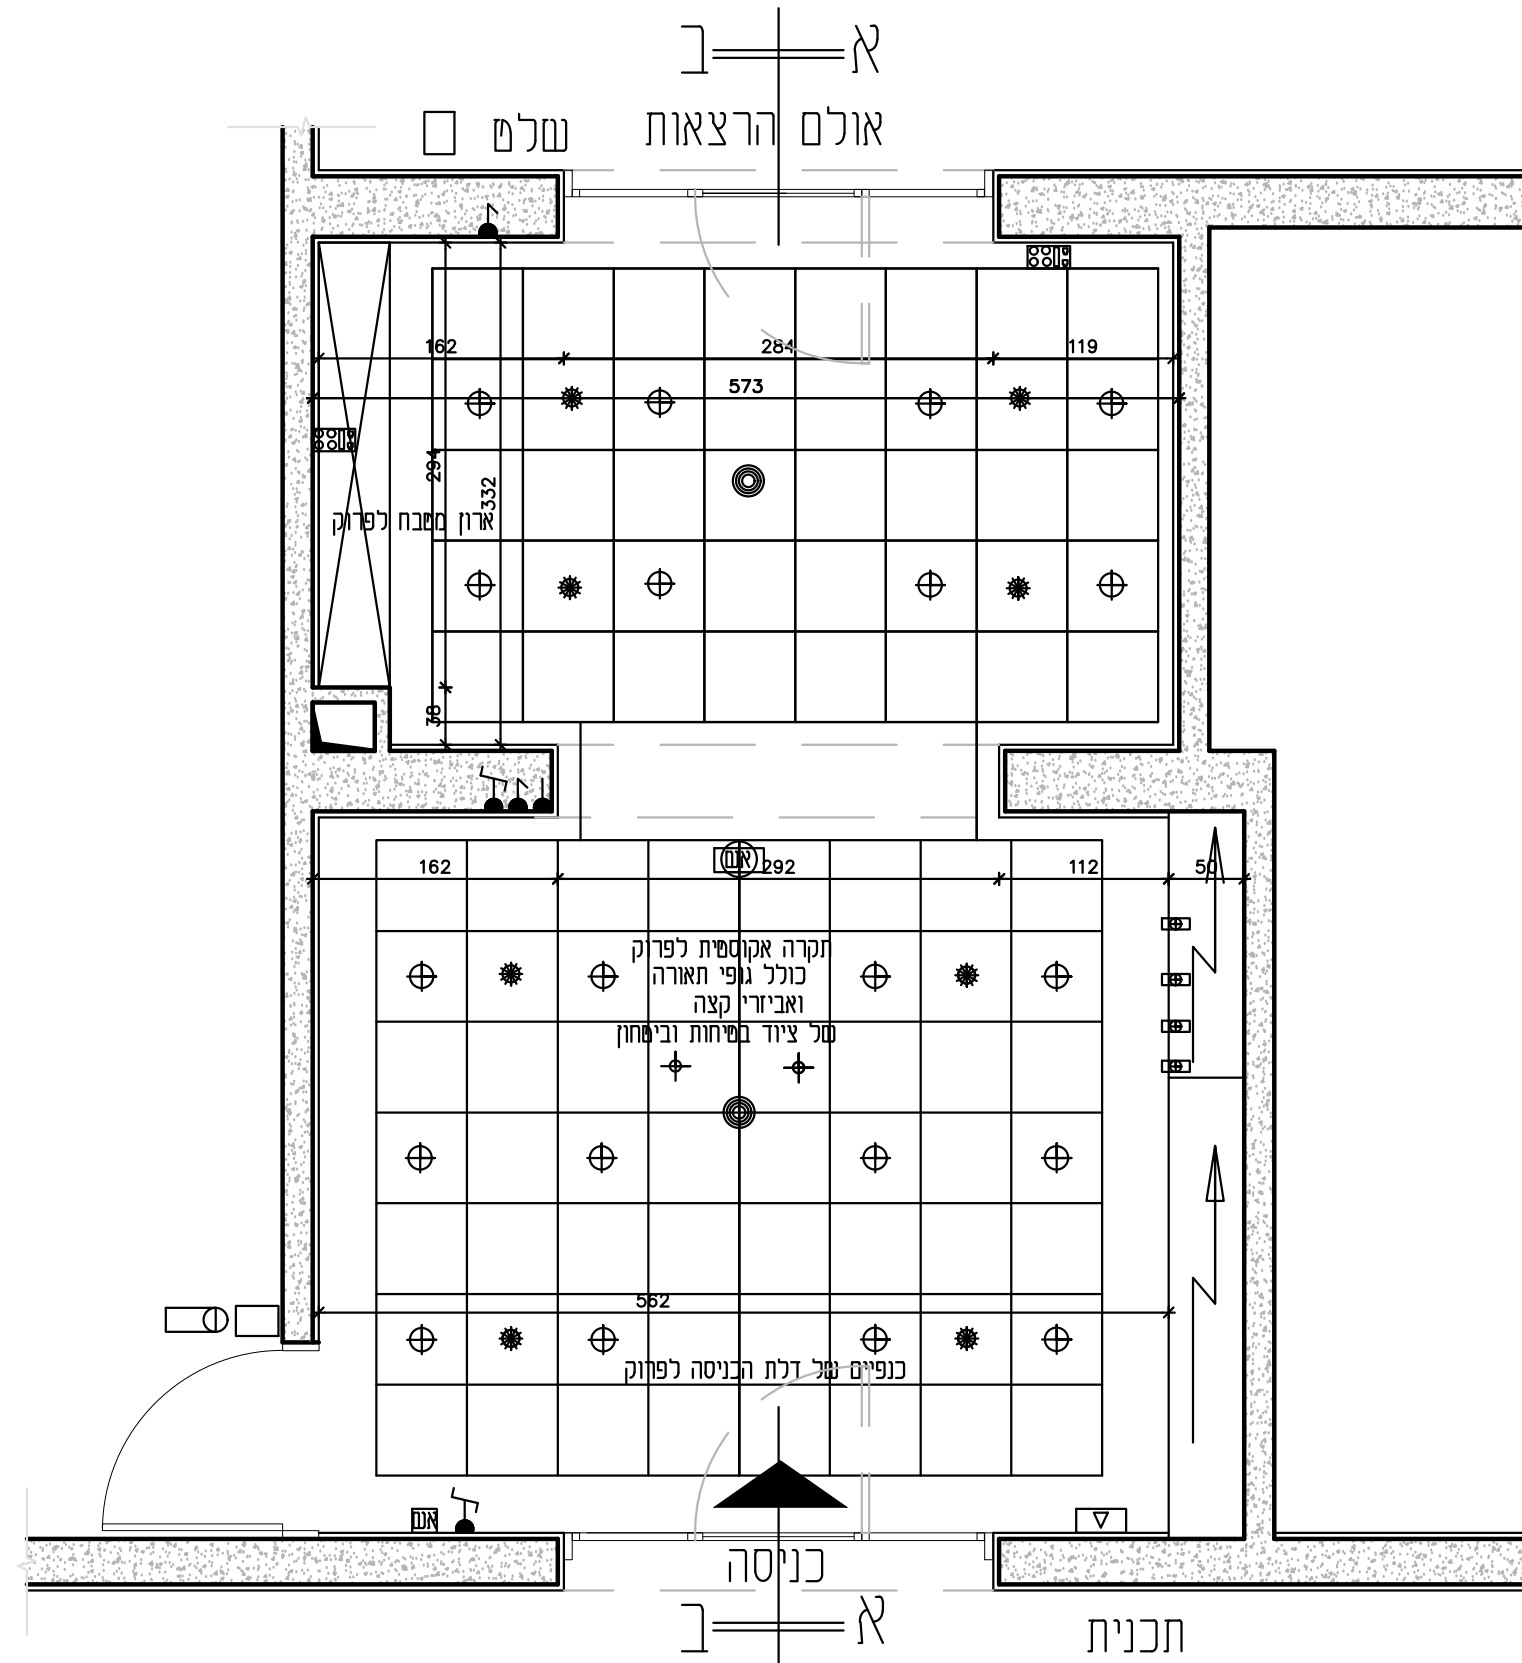 ב א
אולם הרצאות
שלט
162
284
119
573
294
332
ארון מטבח לפרוק
38
אש
162
292
112
50
תקרה אקוסטית לפרוק
כולל גופי תאורה
ואביזרי קצה
של ציוד בטיחות וביטחון
562
כנפיים של דלת הכניסה לפרוק
אש
כניסה
ב א
תכנית